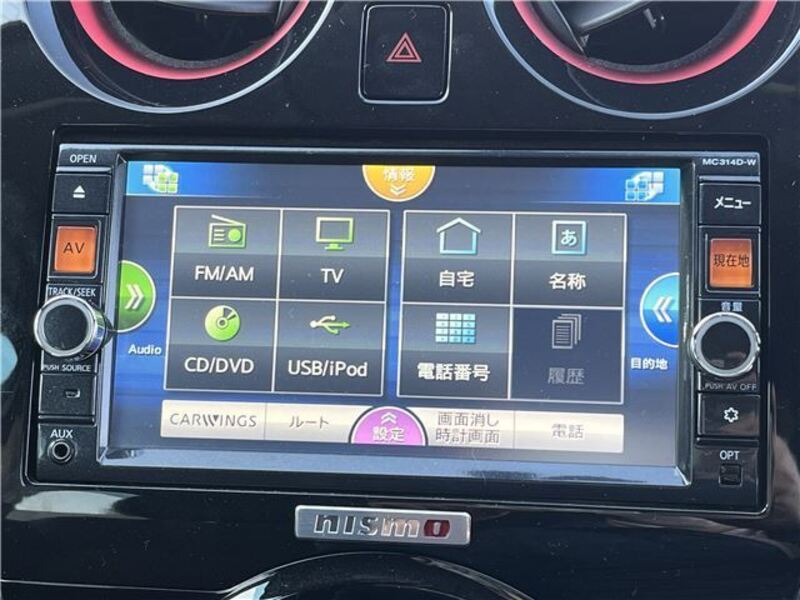 OPEN
MC314D-W
情報
メニュー
AV
現在地
あ
FM/AM
TV
自宅
名称
TRACK/SEEK
音量
CD/DVD
USB/iPod
電話番号
履歴
Audio
目的地
PUSH SOURCE
PUSH AV OFF
CARWINGS
ルート
設定
画面消し
時計画面
電話
AUX
OPT
nismo